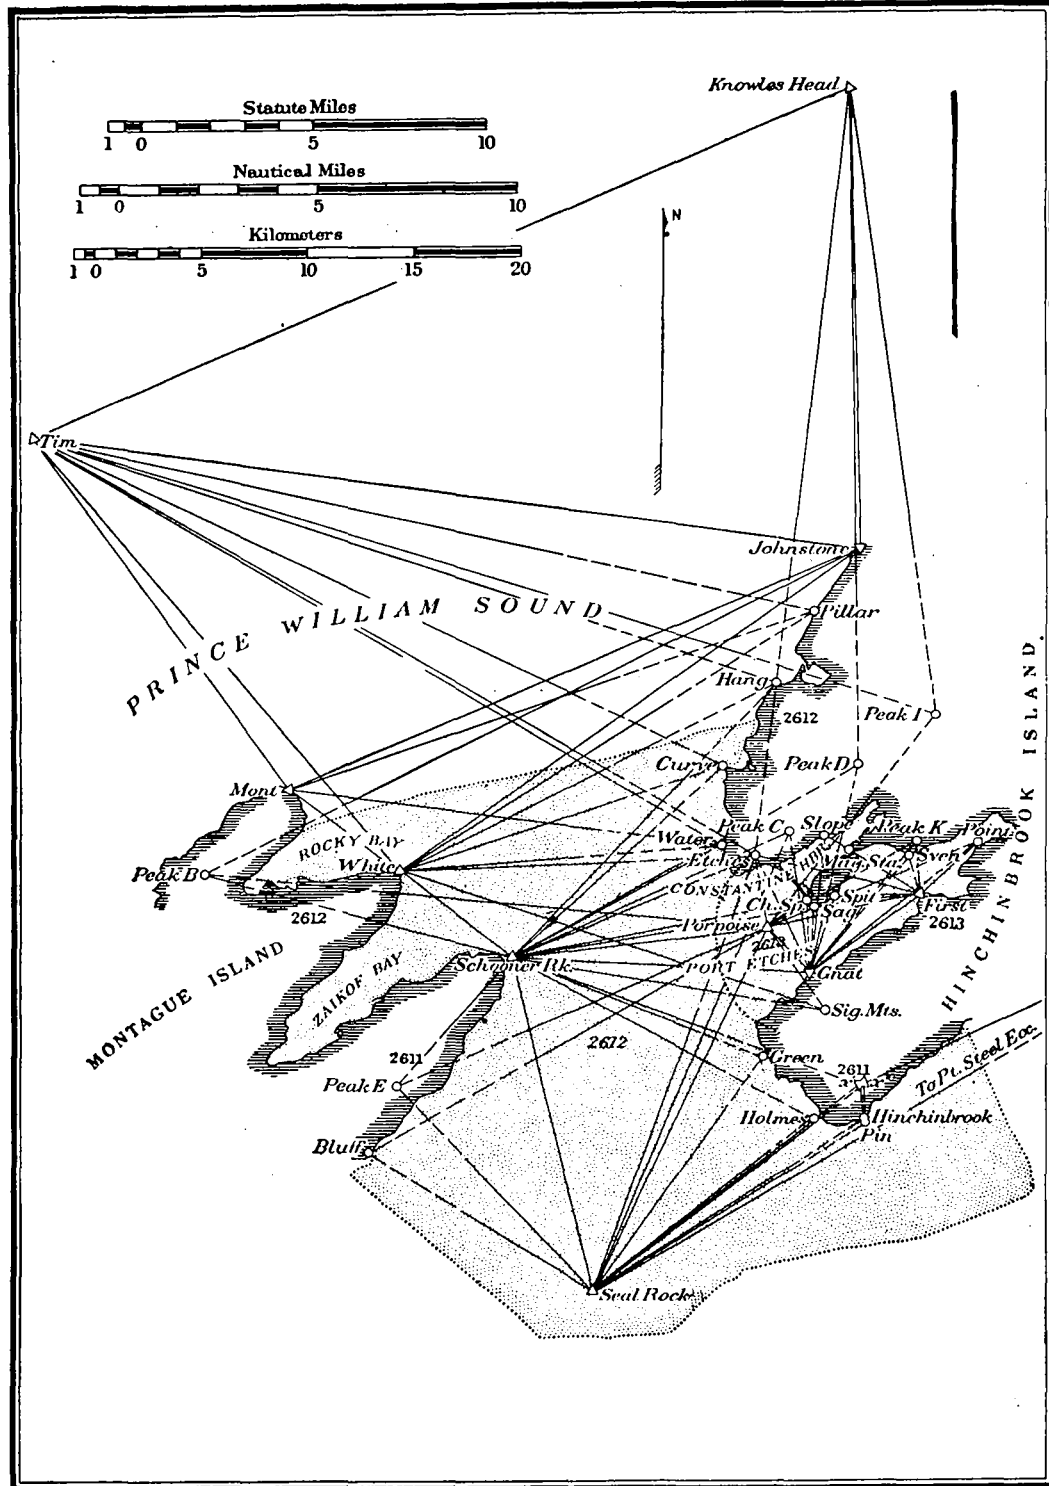 Knowles Head
Statute Miles
1 0 5 10
Nautical Miles
1 0 5 10
Kilometers
1 0 5 10 15 20
N
Tim
Johnstone
PRINCE WILLIAM SOUND
Pillar
Hang
2612
Peak I
HINCHINBROOK ISLAND
Curve
Peak D
Mont
Peak C
Slope
Peak K
Point
ROCKY BAY
Water
Etches
Mag. Sta.
Peak B
White
CONSTANTINE
2612
Ch. Sp.
Spit
First
Sag
2613
Porpoise
2613
PORT ETCHES
Schooner Rk.
Gnat
MONTAGUE ISLAND
ZAIKOF BAY
Sig. Mts.
2612
2611
Green
2611
To Pt. Steel Ecc.
Peak E
Holmes
Hinchinbrook
Pin
Bluff
Seal Rock